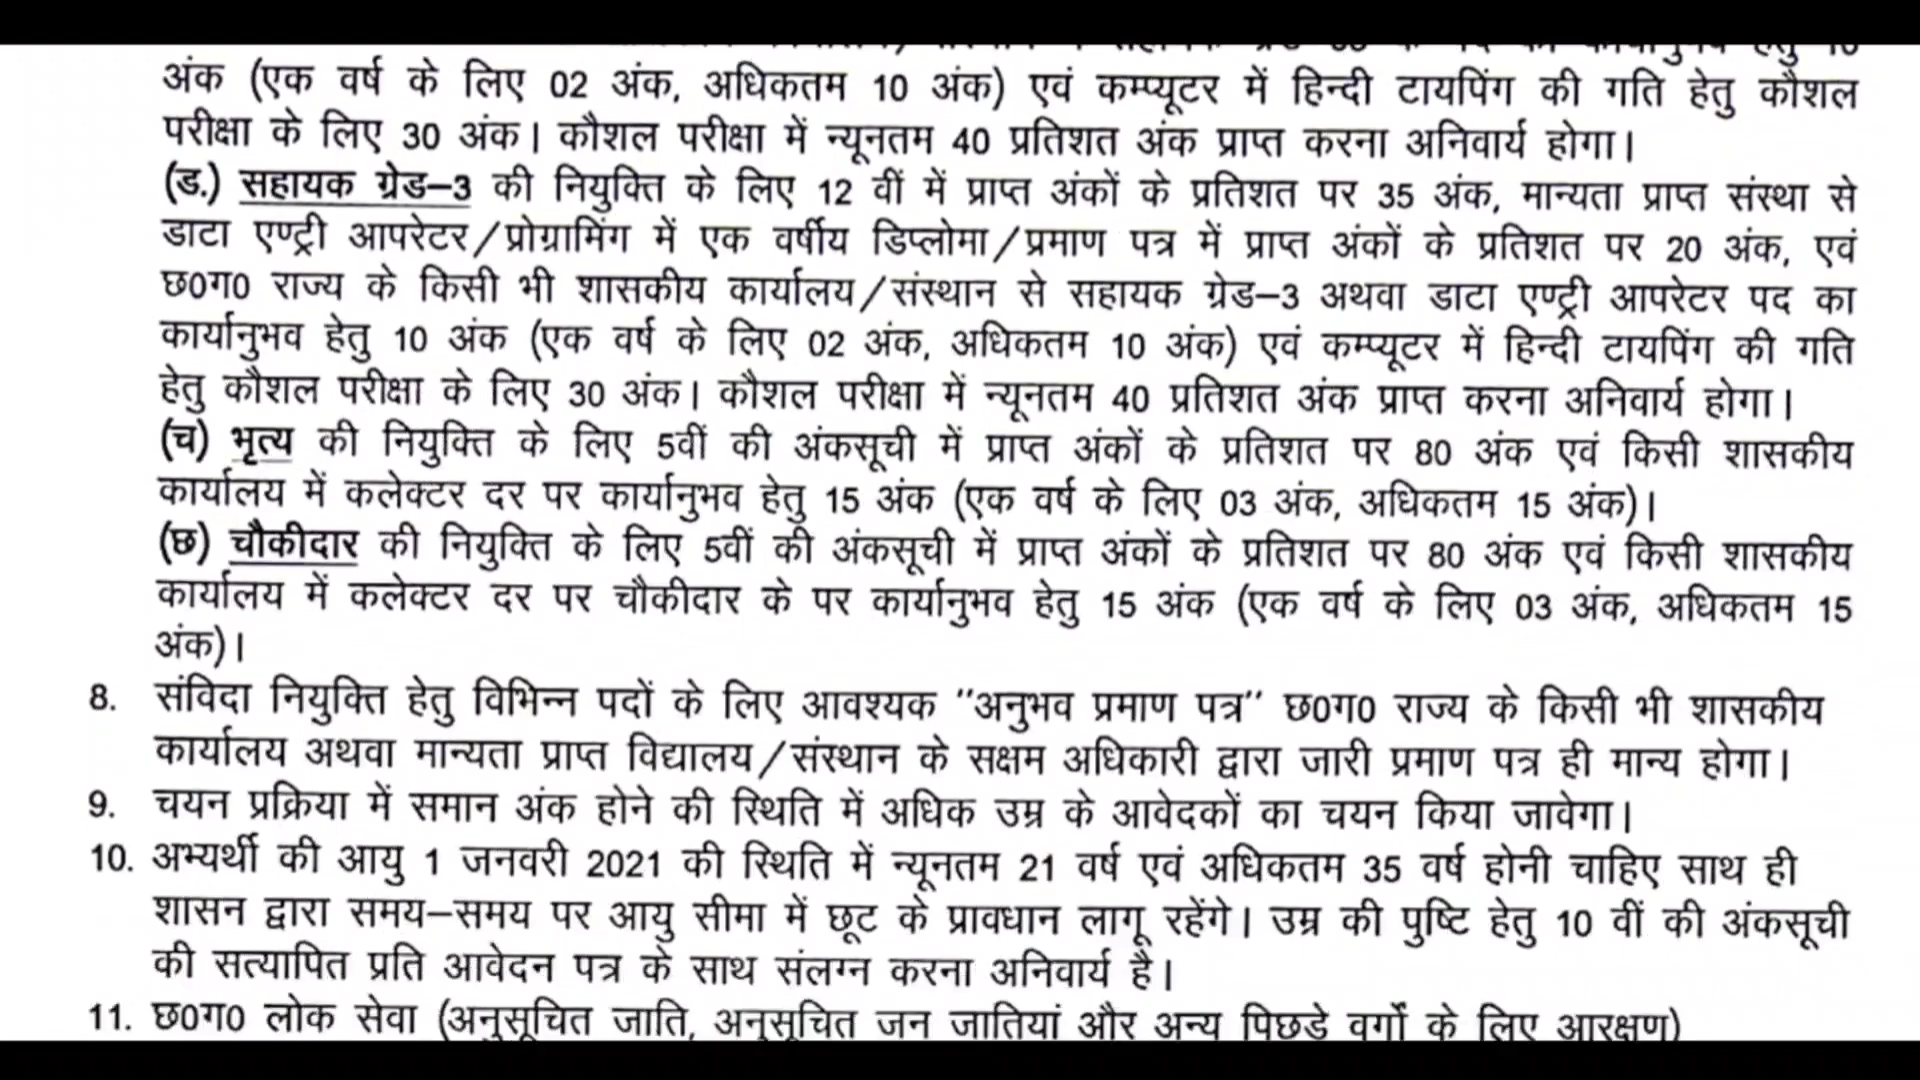 अंक (एक वर्ष के लिए 02 अंक, अधिकतम 10 अंक) एवं कम्प्यूटर में हिन्दी टायपिंग की गति हेतु कौशल
परीक्षा के लिए 30 अंक। कौशल परीक्षा में न्यूनतम 40 प्रतिशत अंक प्राप्त करना अनिवार्य होगा।
(ड.) सहायक ग्रेड–3 की नियुक्ति के लिए 12 वीं में प्राप्त अंकों के प्रतिशत पर 35 अंक, मान्यता प्राप्त संस्था से
डाटा एण्ट्री आपरेटर/प्रोग्रामिंग में एक वर्षीय डिप्लोमा/प्रमाण पत्र में प्राप्त अंकों के प्रतिशत पर 20 अंक, एवं
छ0ग0 राज्य के किसी भी शासकीय कार्यालय/संस्थान से सहायक ग्रेड–3 अथवा डाटा एण्ट्री आपरेटर पद का
कार्यानुभव हेतु 10 अंक (एक वर्ष के लिए 02 अंक, अधिकतम 10 अंक) एवं कम्प्यूटर में हिन्दी टायपिंग की गति
हेतु कौशल परीक्षा के लिए 30 अंक। कौशल परीक्षा में न्यूनतम 40 प्रतिशत अंक प्राप्त करना अनिवार्य होगा।
(च) भृत्य की नियुक्ति के लिए 5वीं की अंकसूची में प्राप्त अंकों के प्रतिशत पर 80 अंक एवं किसी शासकीय
कार्यालय में कलेक्टर दर पर कार्यानुभव हेतु 15 अंक (एक वर्ष के लिए 03 अंक, अधिकतम 15 अंक)।
(छ) चौकीदार की नियुक्ति के लिए 5वीं की अंकसूची में प्राप्त अंकों के प्रतिशत पर 80 अंक एवं किसी शासकीय
कार्यालय में कलेक्टर दर पर चौकीदार के पर कार्यानुभव हेतु 15 अंक (एक वर्ष के लिए 03 अंक, अधिकतम 15
अंक)।
8. संविदा नियुक्ति हेतु विभिन्न पदों के लिए आवश्यक "अनुभव प्रमाण पत्र" छ0ग0 राज्य के किसी भी शासकीय
कार्यालय अथवा मान्यता प्राप्त विद्यालय/संस्थान के सक्षम अधिकारी द्वारा जारी प्रमाण पत्र ही मान्य होगा।
9. चयन प्रक्रिया में समान अंक होने की स्थिति में अधिक उम्र के आवेदकों का चयन किया जावेगा।
10. अभ्यर्थी की आयु 1 जनवरी 2021 की स्थिति में न्यूनतम 21 वर्ष एवं अधिकतम 35 वर्ष होनी चाहिए साथ ही
शासन द्वारा समय–समय पर आयु सीमा में छूट के प्रावधान लागू रहेंगे। उम्र की पुष्टि हेतु 10 वीं की अंकसूची
की सत्यापित प्रति आवेदन पत्र के साथ संलग्न करना अनिवार्य है।
11. छ0ग0 लोक सेवा (अनुसूचित जाति, अनुसूचित जन जातियां और अन्य पिछडे वर्गो के लिए आरक्षण)